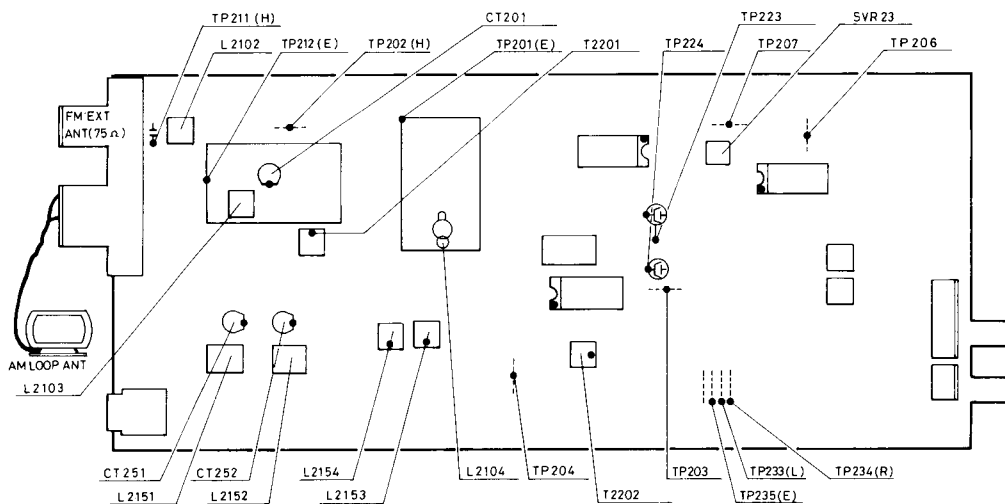 TP211 (H)
CT201
TP223
SVR23
L2102
TP212(E)
TP202 (H)
TP201(E)
T2201
TP224
TP207
TP206
FM EXT
ANT(75Ω)
AM LOOP ANT
L2103
CT251
CT252
L2154
L2104
TP204
TP203
TP233(L)
TP234(R)
L2151
L2152
L2153
T2202
TP235(E)